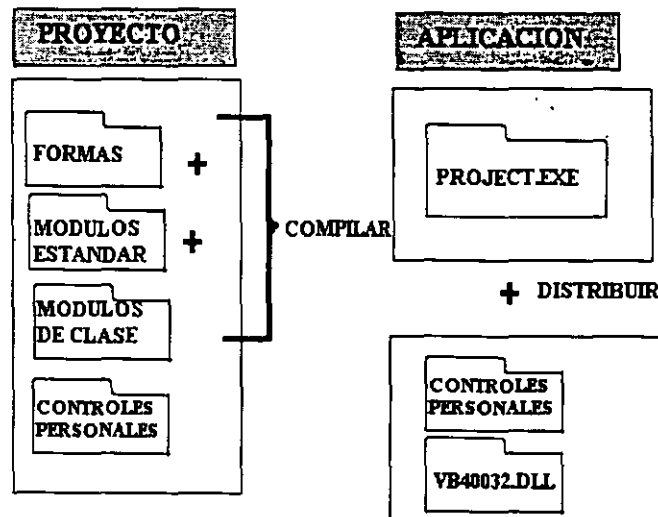 PROYECTO
FORMAS
+
MODULOS
ESTANDAR
+
MODULOS
DE CLASE
CONTROLES
PERSONALES
COMPILAR
APLICACION
PROJECT.EXE
+ DISTRIBUIR
CONTROLES
PERSONALES
VB40032.DLL